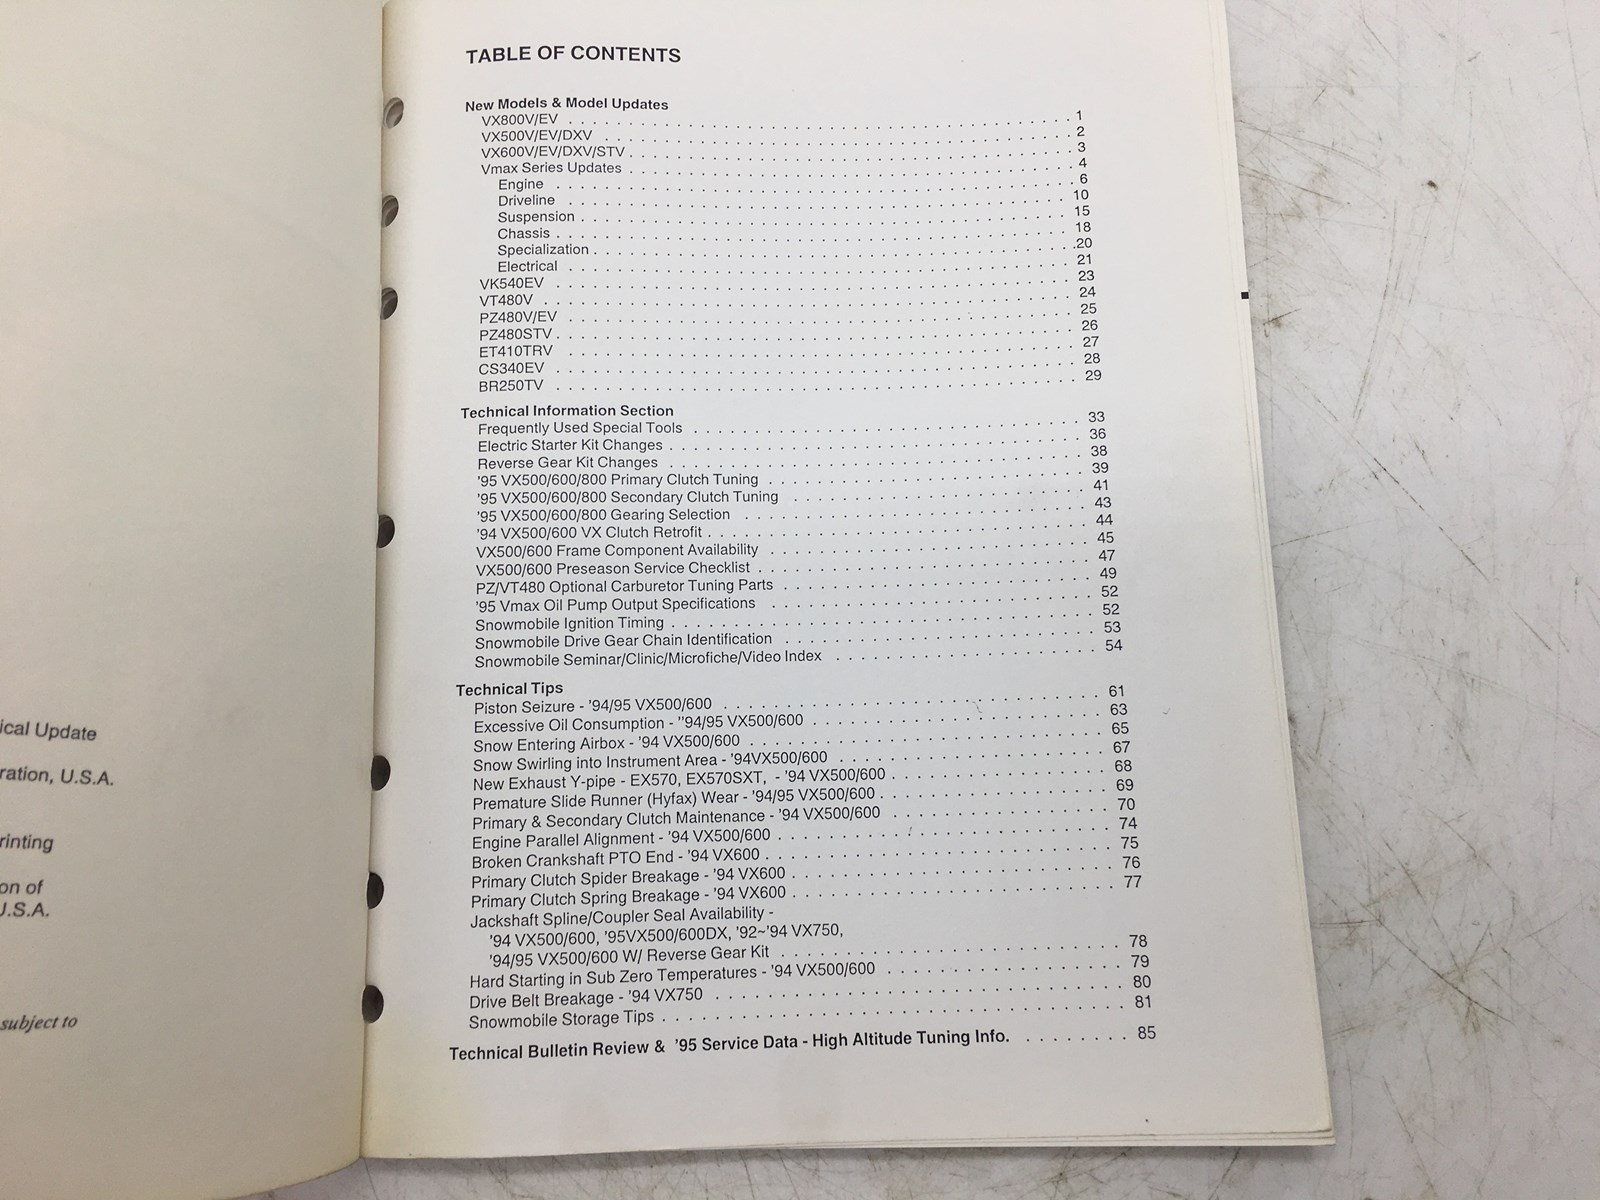 ical Update
ration, U.S.A.
rinting
on of
U.S.A.
subject to
TABLE OF CONTENTS
New Models & Model Updates
VX800V/EV . . . . . . . . . . 1
VX500V/EV/DXV . . . . . . . . . . 2
VX600V/EV/DXV/STV . . . . . . . . . . 3
Vmax Series Updates . . . . . . . . . . 4
Engine . . . . . . . . . . 6
Driveline . . . . . . . . . . 10
Suspension . . . . . . . . . . 15
Chassis . . . . . . . . . . 18
Specialization . . . . . . . . . . 20
Electrical . . . . . . . . . . 21
VK540EV . . . . . . . . . . 23
VT480V . . . . . . . . . . 24
PZ480V/EV . . . . . . . . . . 25
PZ480STV . . . . . . . . . . 26
ET410TRV . . . . . . . . . . 27
CS340EV . . . . . . . . . . 28
BR250TV . . . . . . . . . . 29
Technical Information Section
Frequently Used Special Tools . . . . . . . . . . 33
Electric Starter Kit Changes . . . . . . . . . . 36
Reverse Gear Kit Changes . . . . . . . . . . 38
'95 VX500/600/800 Primary Clutch Tuning . . . . . . . . . . 39
'95 VX500/600/800 Secondary Clutch Tuning . . . . . . . . . . 41
'95 VX500/600/800 Gearing Selection . . . . . . . . . . 43
'94 VX500/600 VX Clutch Retrofit . . . . . . . . . . 44
VX500/600 Frame Component Availability . . . . . . . . . . 45
VX500/600 Preseason Service Checklist . . . . . . . . . . 47
PZ/VT480 Optional Carburetor Tuning Parts . . . . . . . . . . 49
'95 Vmax Oil Pump Output Specifications . . . . . . . . . . 52
Snowmobile Ignition Timing . . . . . . . . . . 52
Snowmobile Drive Gear Chain Identification . . . . . . . . . . 53
Snowmobile Seminar/Clinic/Microfiche/Video Index . . . . . . . . . . 54
Technical Tips
Piston Seizure - '94/95 VX500/600 . . . . . . . . . . 61
Excessive Oil Consumption - "94/95 VX500/600 . . . . . . . . . . 63
Snow Entering Airbox - '94 VX500/600 . . . . . . . . . . 65
Snow Swirling into Instrument Area - '94VX500/600 . . . . . . . . . . 67
New Exhaust Y-pipe - EX570, EX570SXT, - '94 VX500/600 . . . . . . . . . . 68
Premature Slide Runner (Hyfax) Wear - '94/95 VX500/600 . . . . . . . . . . 69
Primary & Secondary Clutch Maintenance - '94 VX500/600 . . . . . . . . . . 70
Engine Parallel Alignment - '94 VX500/600 . . . . . . . . . . 74
Broken Crankshaft PTO End - '94 VX600 . . . . . . . . . . 75
Primary Clutch Spider Breakage - '94 VX600 . . . . . . . . . . 76
Primary Clutch Spring Breakage - '94 VX600 . . . . . . . . . . 77
Jackshaft Spline/Coupler Seal Availability -
'94 VX500/600, '95VX500/600DX, '92~'94 VX750,
'94/95 VX500/600 W/ Reverse Gear Kit . . . . . . . . . . 78
Hard Starting in Sub Zero Temperatures - '94 VX500/600 . . . . . . . . . . 79
Drive Belt Breakage - '94 VX750 . . . . . . . . . . 80
Snowmobile Storage Tips . . . . . . . . . . 81
Technical Bulletin Review & '95 Service Data - High Altitude Tuning Info. . . . . . . . . 85